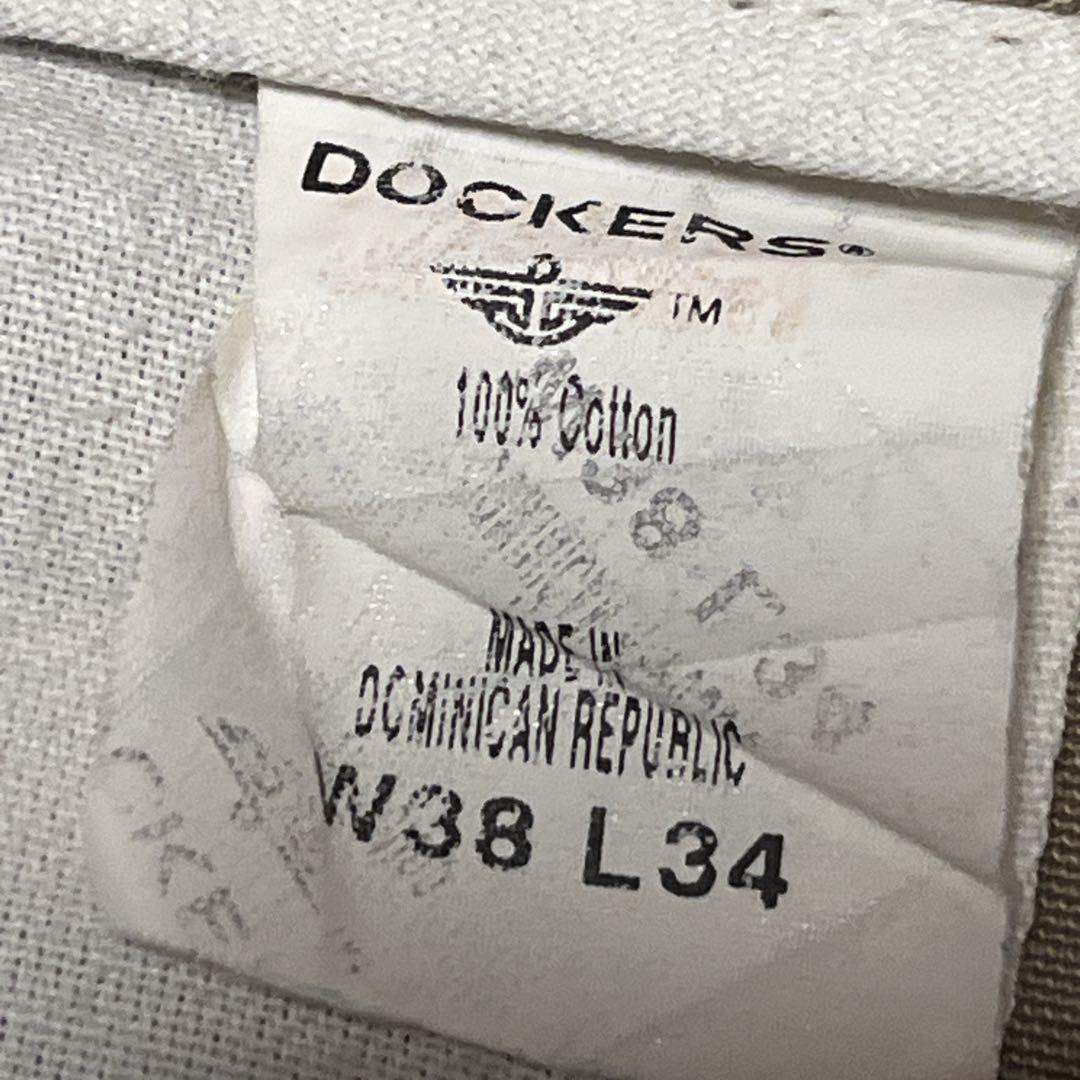 DOCKERS®
TM
100% Cotton
MADE IN
DOMINICAN REPUBLIC
W38 L34